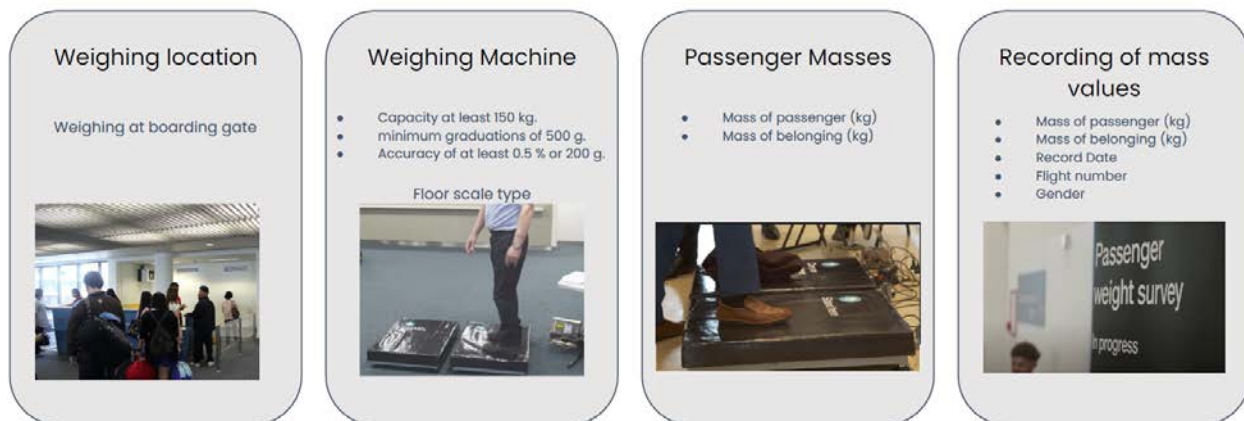 Weighing location
Weighing at boarding gate
Weighing Machine
● Capacity at least 150 kg.
● minimum graduations of 500 g.
● Accuracy of at least 0.5 % or 200 g.
Floor scale type
Passenger Masses
● Mass of passenger (kg)
● Mass of belonging (kg)
Recording of mass
values
● Mass of passenger (kg)
● Mass of belonging (kg)
● Record Date
● Flight number
● Gender
Passenger
weight survey
In progress